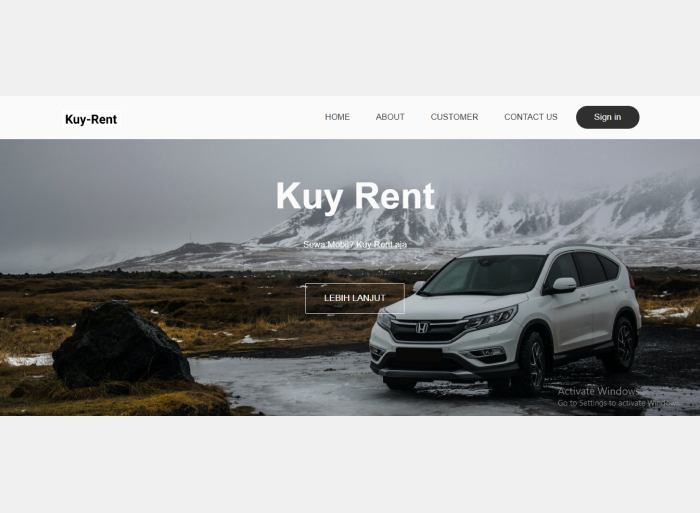 Kuy-Rent
HOME ABOUT CUSTOMER CONTACT US Sign in
Kuy Rent
Sewa Mobil? Kuy Rent aja
LEBIH LANJUT
Activate Windows
Go to Settings to activate Windows.